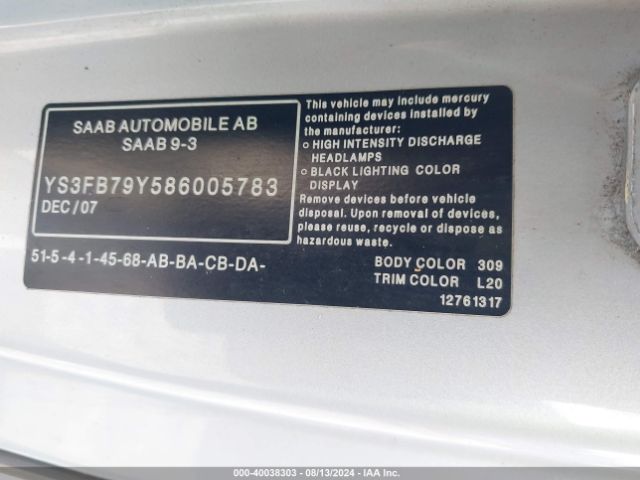 SAAB AUTOMOBILE AB
SAAB 9-3
YS3FB79Y586005783
DEC/07
51-5-4-1-45-68-AB-BA-CB-DA-
This vehicle may include mercury
containing devices installed by
the manufacturer:
○ HIGH INTENSITY DISCHARGE
HEADLAMPS
○ BLACK LIGHTING COLOR
DISPLAY
Remove devices before vehicle
disposal. Upon removal of devices,
please reuse, recycle or dispose as
hazardous waste.
BODY COLOR 309
TRIM COLOR L20
12761317
000-40038303 - 08/13/2024 - IAA Inc.